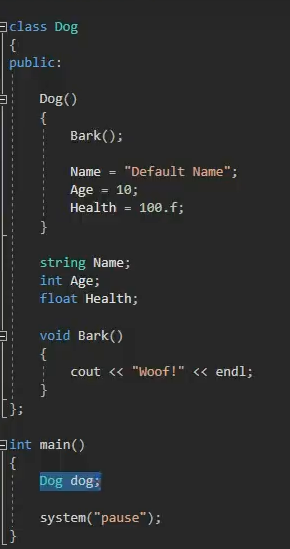 class Dog
{
public:
Dog()
{
Bark();
Name = "Default Name";
Age = 10;
Health = 100.f;
}
string Name;
int Age;
float Health;
void Bark()
{
cout << "Woof!" << endl;
}
};
int main()
{
Dog dog;
system("pause");
}